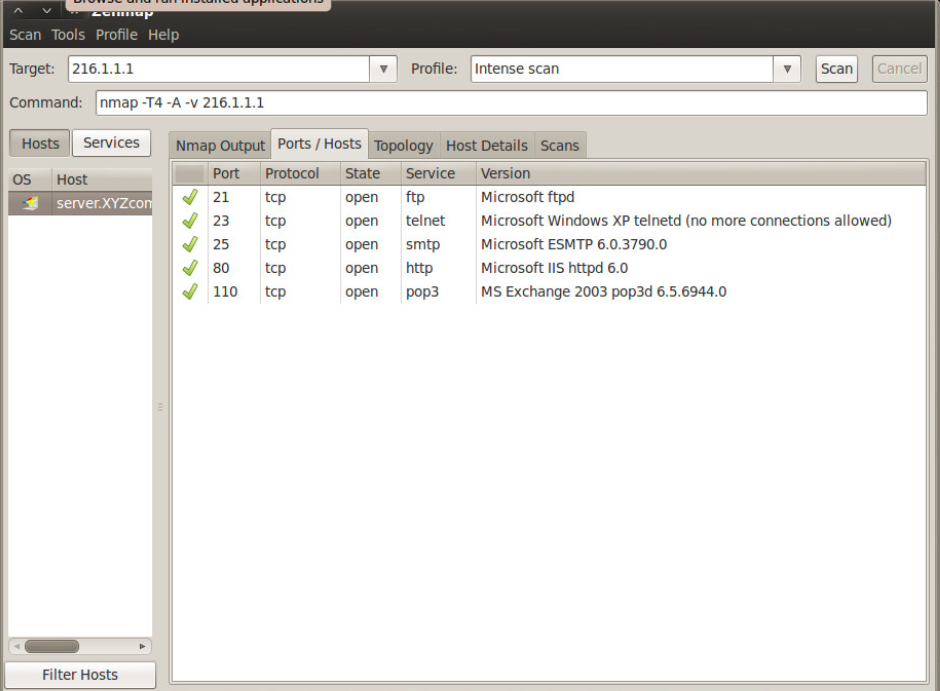 Browse and run installed applications
Zenmap
Scan Tools Profile Help
Target: 216.1.1.1 Profile: Intense scan Scan Cancel
Command: nmap -T4 -A -v 216.1.1.1
Hosts Services Nmap Output Ports / Hosts Topology Host Details Scans
OS Host Port Protocol State Service Version
server.XYZcom 21 tcp open ftp Microsoft ftpd
23 tcp open telnet Microsoft Windows XP telnetd (no more connections allowed)
25 tcp open smtp Microsoft ESMTP 6.0.3790.0
80 tcp open http Microsoft IIS httpd 6.0
110 tcp open pop3 MS Exchange 2003 pop3d 6.5.6944.0
Filter Hosts